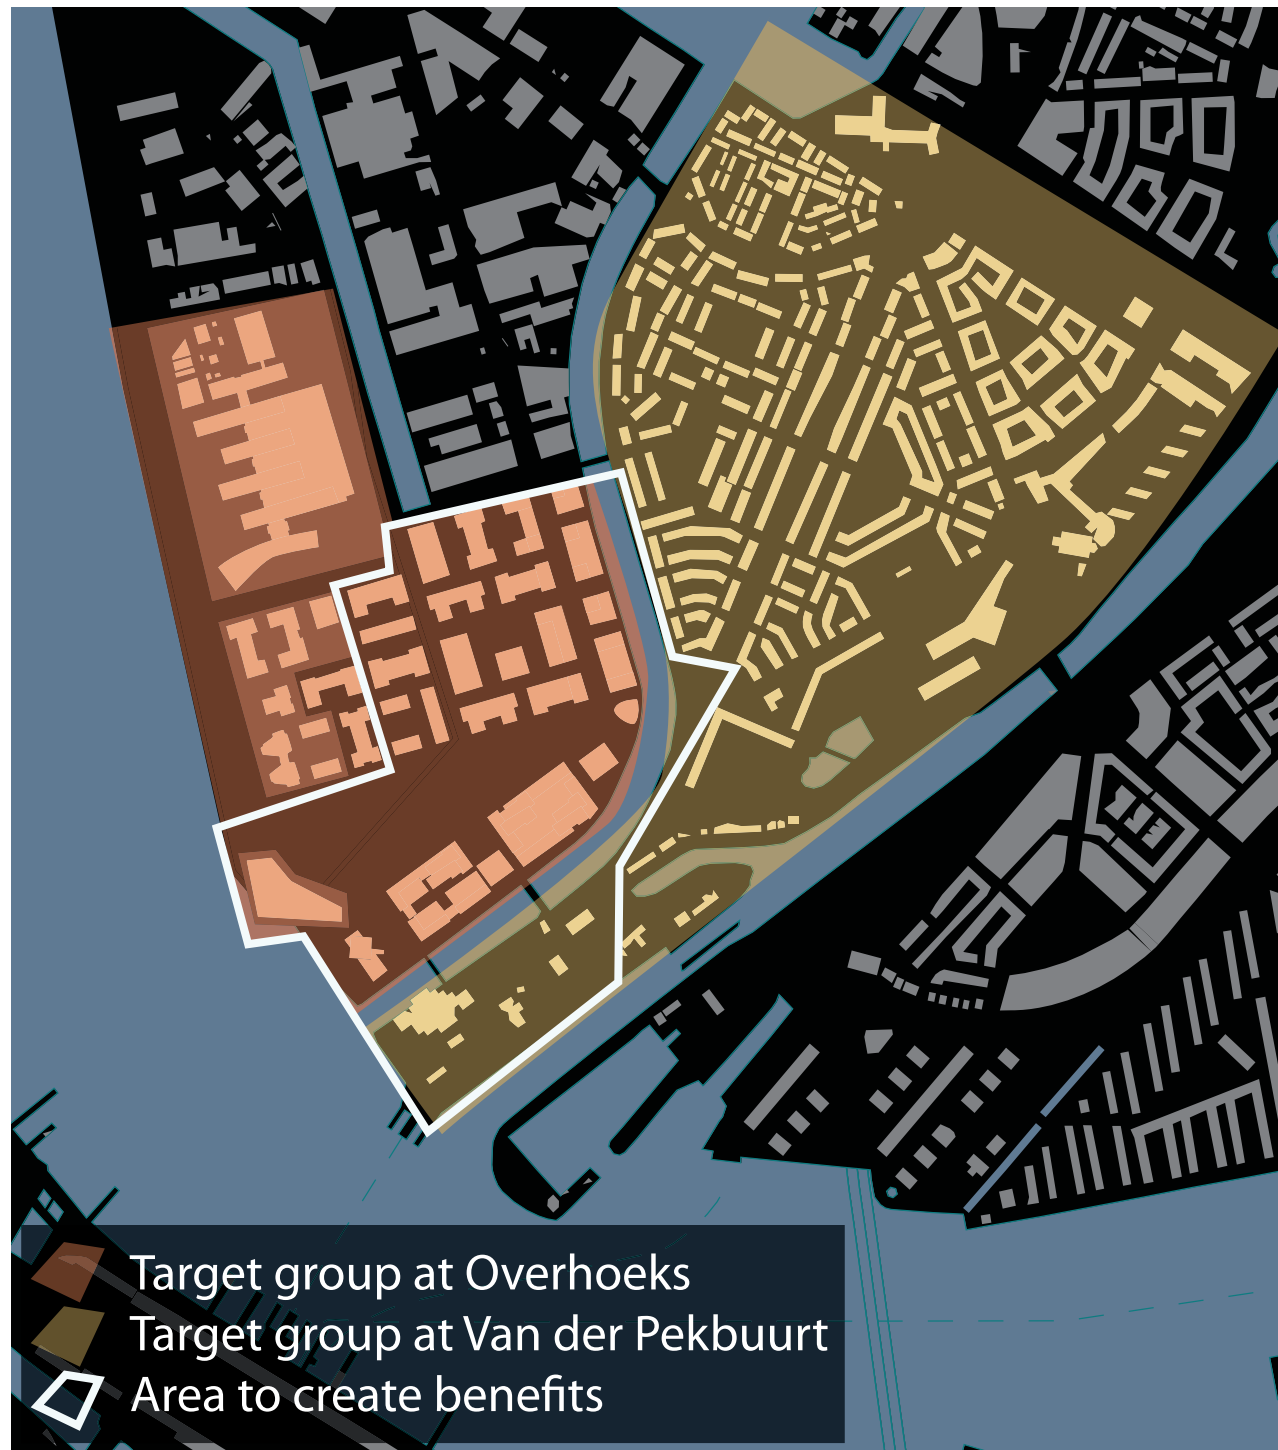 Target group at Overhoeks
Target group at Van der Pekbuurt
Area to create benefits